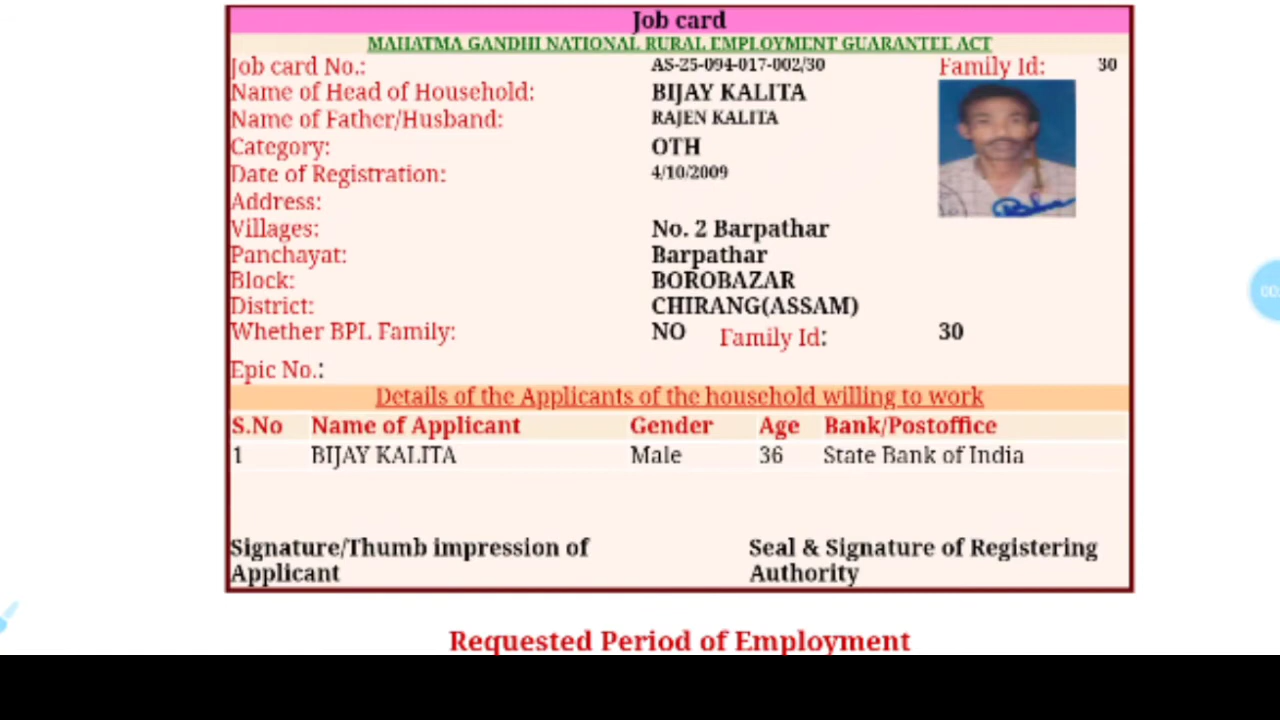 Job card
MAHATMA GANDHI NATIONAL RURAL EMPLOYMENT GUARANTEE ACT
Job card No.: AS-25-094-017-002/30 Family Id: 30
Name of Head of Household: BIJAY KALITA
Name of Father/Husband: RAJEN KALITA
Category: OTH
Date of Registration: 4/10/2009
Address:
Villages: No. 2 Barpathar
Panchayat: Barpathar
Block: BOROBAZAR
District: CHIRANG(ASSAM)
Whether BPL Family: NO Family Id: 30
Epic No.:
Details of the Applicants of the household willing to work
S.No Name of Applicant Gender Age Bank/Postoffice
1 BIJAY KALITA Male 36 State Bank of India
Signature/Thumb impression of Applicant
Seal & Signature of Registering Authority
Requested Period of Employment